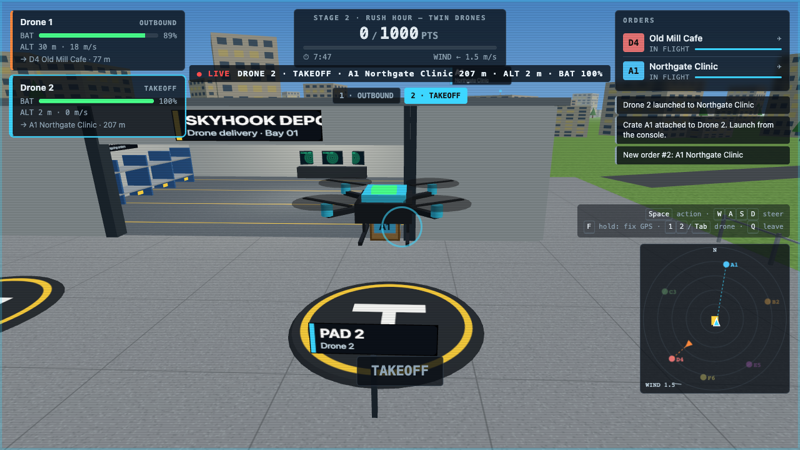 Drone 1 OUTBOUND
BAT 89%
ALT 30 m · 18 m/s
→ D4 Old Mill Cafe · 77 m
Drone 2 TAKEOFF
BAT 100%
ALT 2 m · 0 m/s
→ A1 Northgate Clinic · 207 m
STAGE 2 · RUSH HOUR — TWIN DRONES
0/1000 PTS
7:47 WIND ← 1.5 m/s
LIVE DRONE 2 · TAKEOFF · A1 Northgate Clinic 207 m · ALT 2 m · BAT 100%
1 · OUTBOUND 2 · TAKEOFF
ORDERS
D4 Old Mill Cafe
IN FLIGHT
A1 Northgate Clinic
IN FLIGHT
Drone 2 launched to Northgate Clinic
Crate A1 attached to Drone 2. Launch from the console.
New order #2: A1 Northgate Clinic
SKYHOOK DEPO
Drone delivery · Bay 01
A1
Space action · W A S D steer
F hold: fix GPS · 1 2 / Tab drone · Q leave
N
A1
C3
B2
D4
F6
WIND 1.5
PAD 2
Drone 2
TAKEOFF